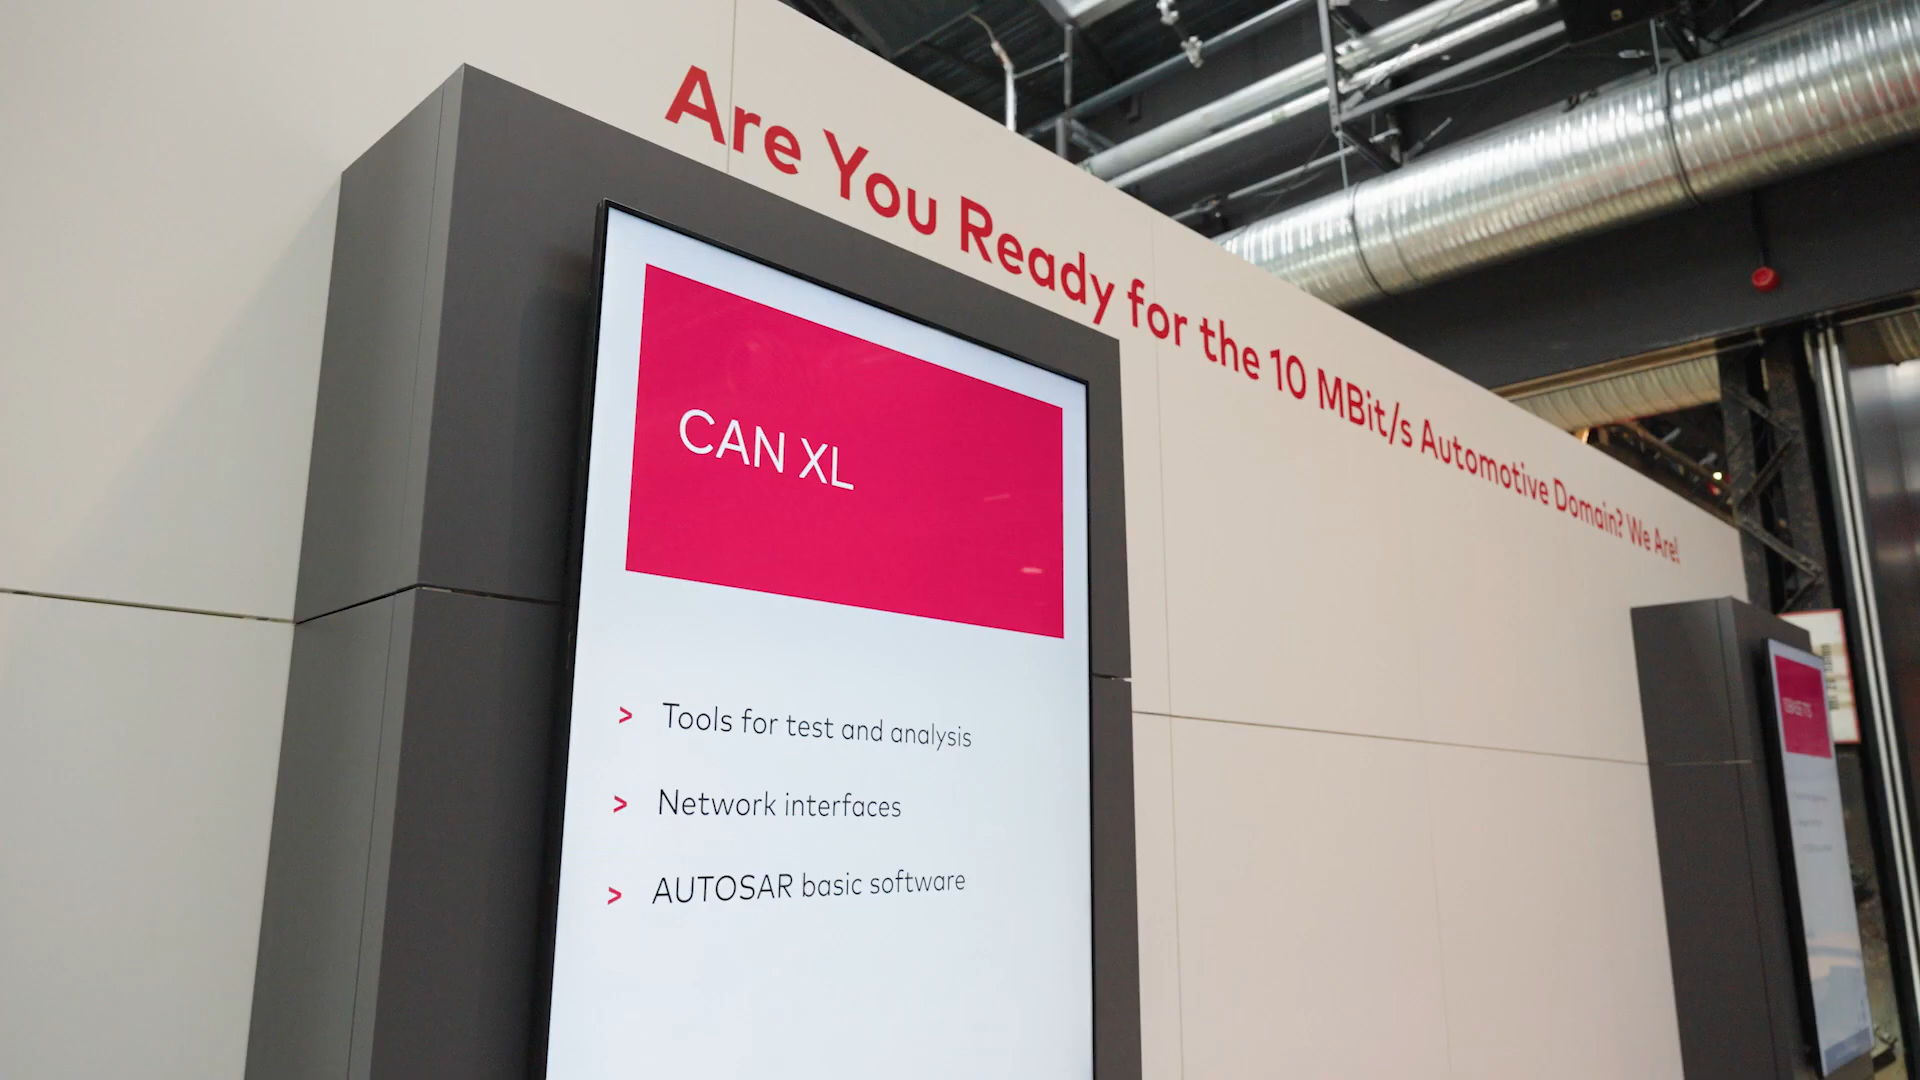 Are You Ready for the 10 MBit/s Automotive Domain? We Are!
CAN XL
> Tools for test and analysis
> Network interfaces
> AUTOSAR basic software